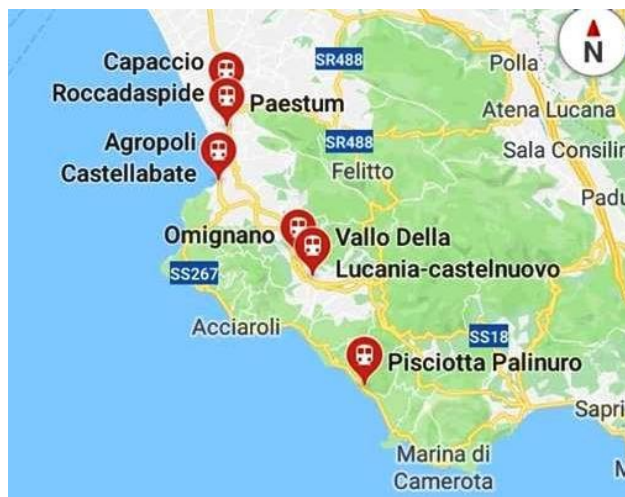 Capaccio
Roccadaspide
Paestum
Agropoli
Castellabate
Omignano
Vallo Della
Lucania-castelnuovo
SS267
Acciaroli
Pisciotta Palinuro
SR488
SR488
Felitto
Polla
Atena Lucana
Sala Consilin
Padu
SS18
Sapri
Marina di
Camerota
N
M